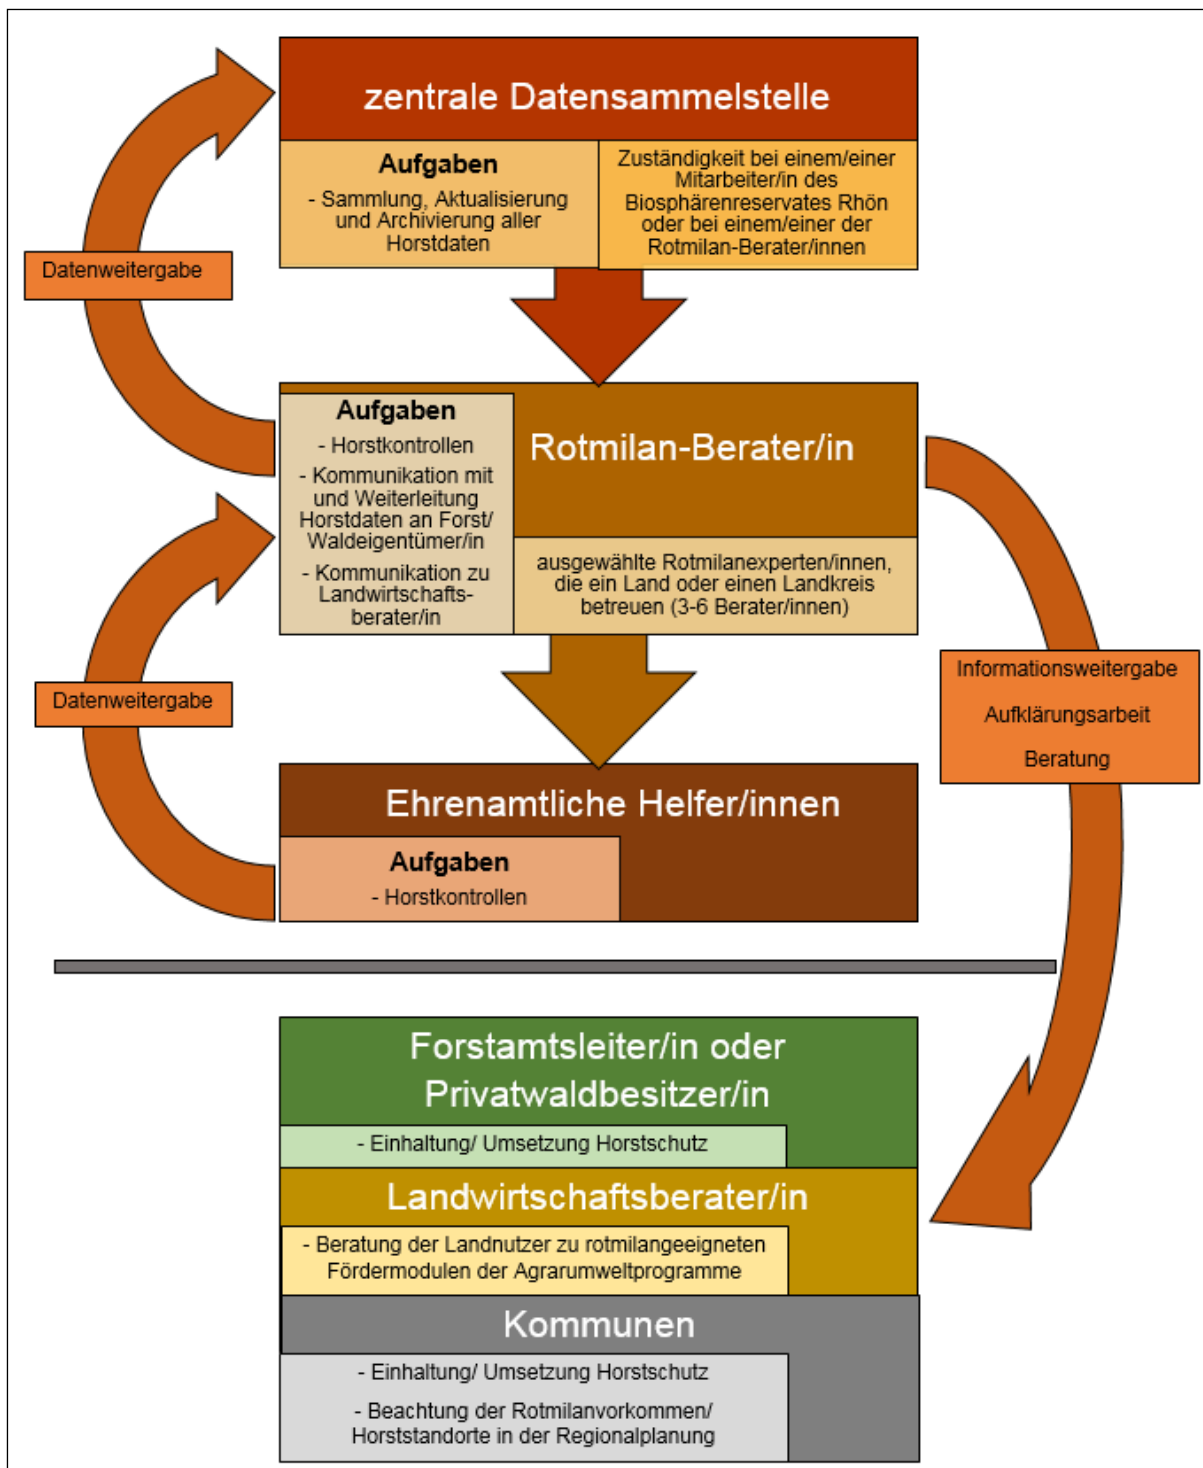 zentrale Datensammelstelle
Aufgaben
- Sammlung, Aktualisierung
und Archivierung aller
Horstdaten
Zuständigkeit bei einem/einer
Mitarbeiter/in des
Biosphärenreservates Rhön
oder bei einem/einer der
Rotmilan-Berater/innen
Datenweitergabe
Aufgaben
- Horstkontrollen
- Kommunikation mit
und Weiterleitung
Horstdaten an Forst/
Waldeigentümer/in
- Kommunikation zu
Landwirtschafts-
berater/in
Rotmilan-Berater/in
ausgewählte Rotmilanexperten/innen,
die ein Land oder einen Landkreis
betreuen (3-6 Berater/innen)
Datenweitergabe
Informationsweitergabe
Aufklärungsarbeit
Beratung
Ehrenamtliche Helfer/innen
Aufgaben
- Horstkontrollen
Forstamtsleiter/in oder
Privatwaldbesitzer/in
- Einhaltung/ Umsetzung Horstschutz
Landwirtschaftsberater/in
- Beratung der Landnutzer zu rotmilangeeigneten
Fördermodulen der Agrarumweltprogramme
Kommunen
- Einhaltung/ Umsetzung Horstschutz
- Beachtung der Rotmilanvorkommen/
Horststandorte in der Regionalplanung